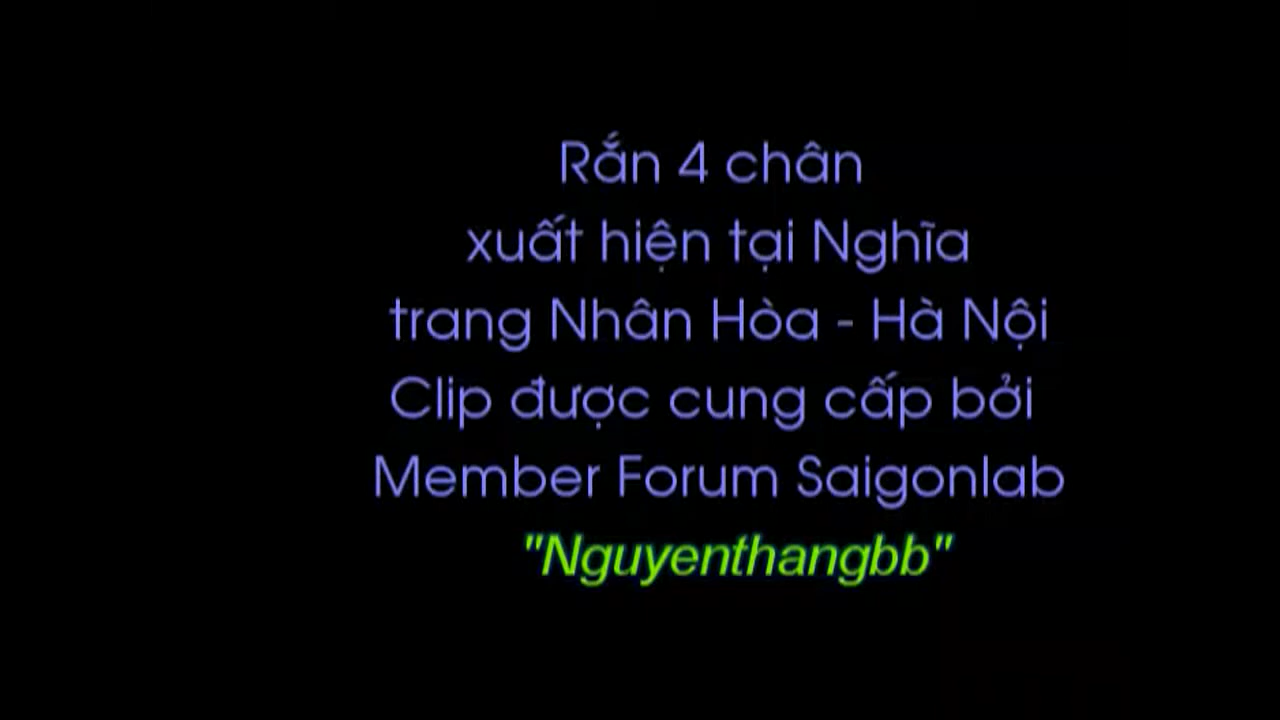 Rắn 4 chân
xuất hiện tại Nghĩa
trang Nhân Hòa - Hà Nội
Clip được cung cấp bởi
Member Forum Saigonlab
"Nguyenthangbb"